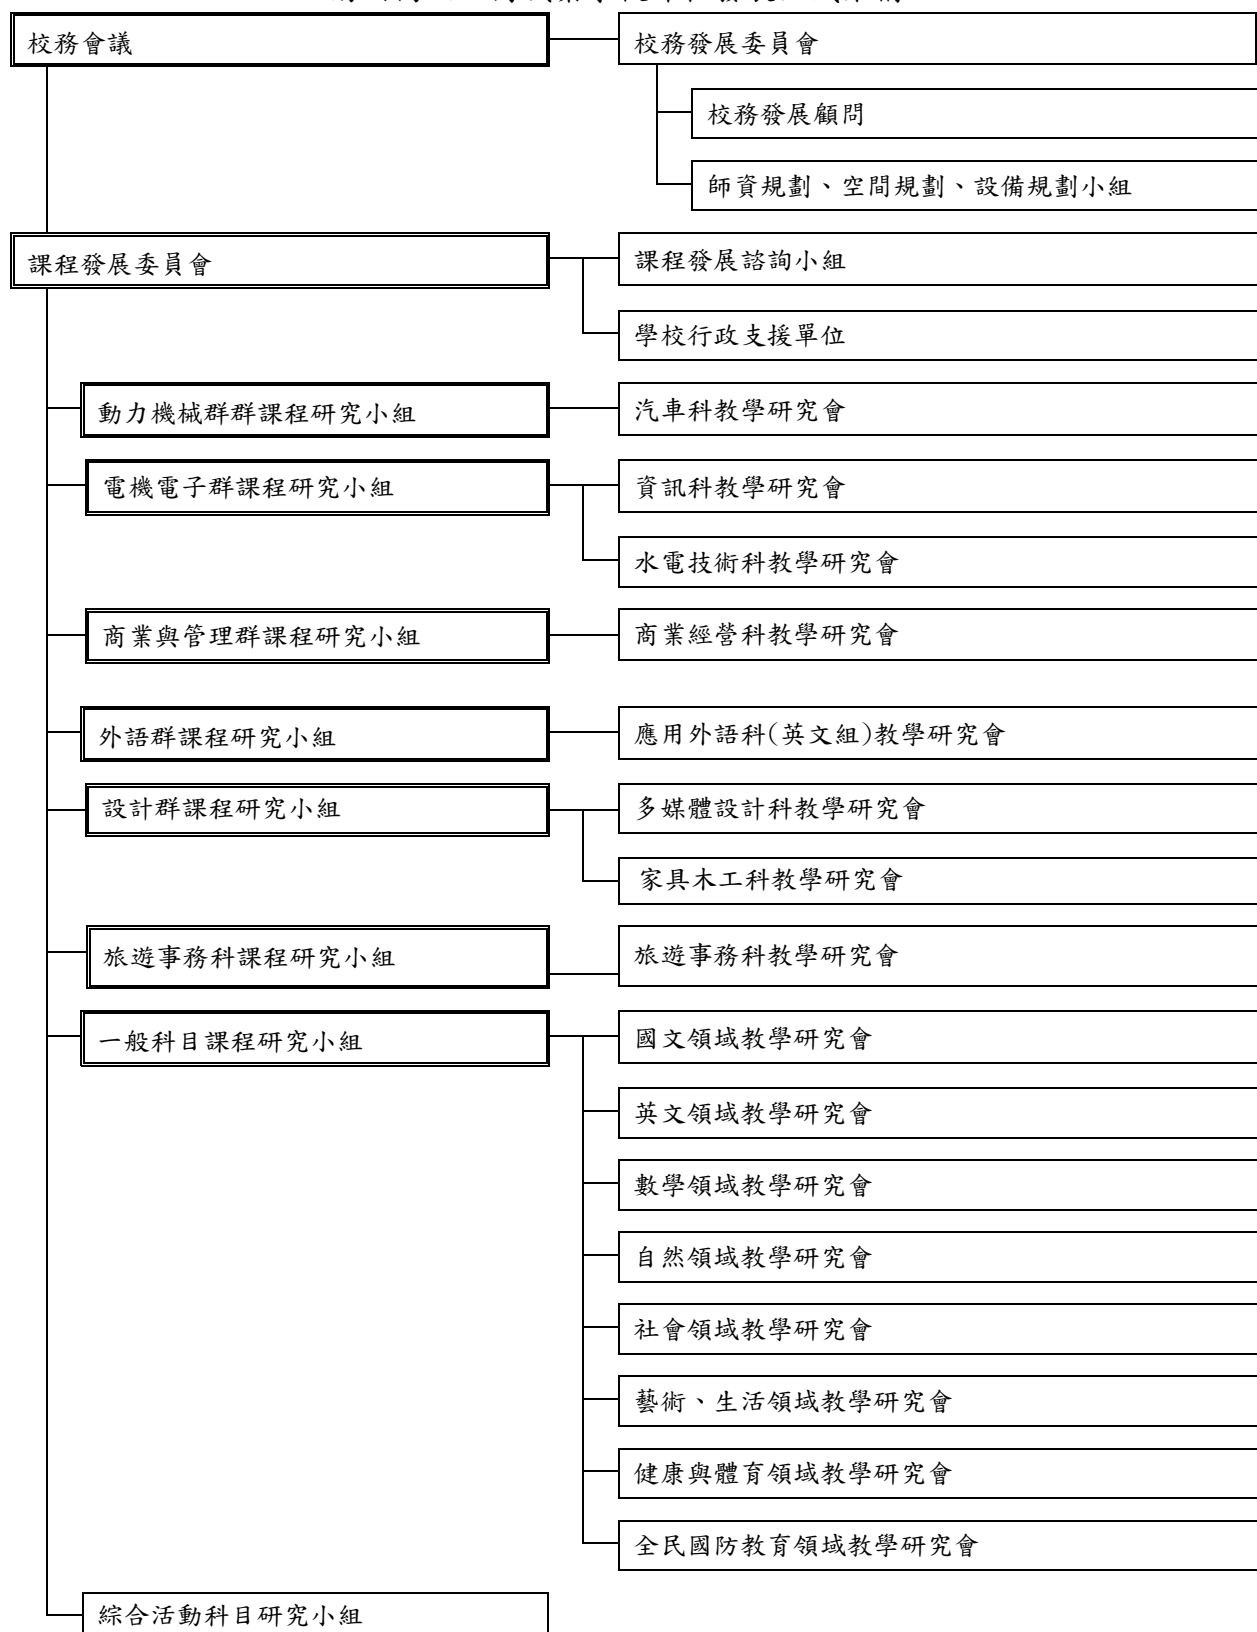 校務會議
校務發展委員會
校務發展顧問
師資規劃、空間規劃、設備規劃小組
課程發展委員會
課程發展諮詢小組
學校行政支援單位
動力機械群群課程研究小組
汽車科教學研究會
電機電子群課程研究小組
資訊科教學研究會
水電技術科教學研究會
商業與管理群課程研究小組
商業經營科教學研究會
外語群課程研究小組
應用外語科(英文組)教學研究會
設計群課程研究小組
多媒體設計科教學研究會
家具木工科教學研究會
旅遊事務科課程研究小組
旅遊事務科教學研究會
一般科目課程研究小組
國文領域教學研究會
英文領域教學研究會
數學領域教學研究會
自然領域教學研究會
社會領域教學研究會
藝術、生活領域教學研究會
健康與體育領域教學研究會
全民國防教育領域教學研究會
綜合活動科目研究小組